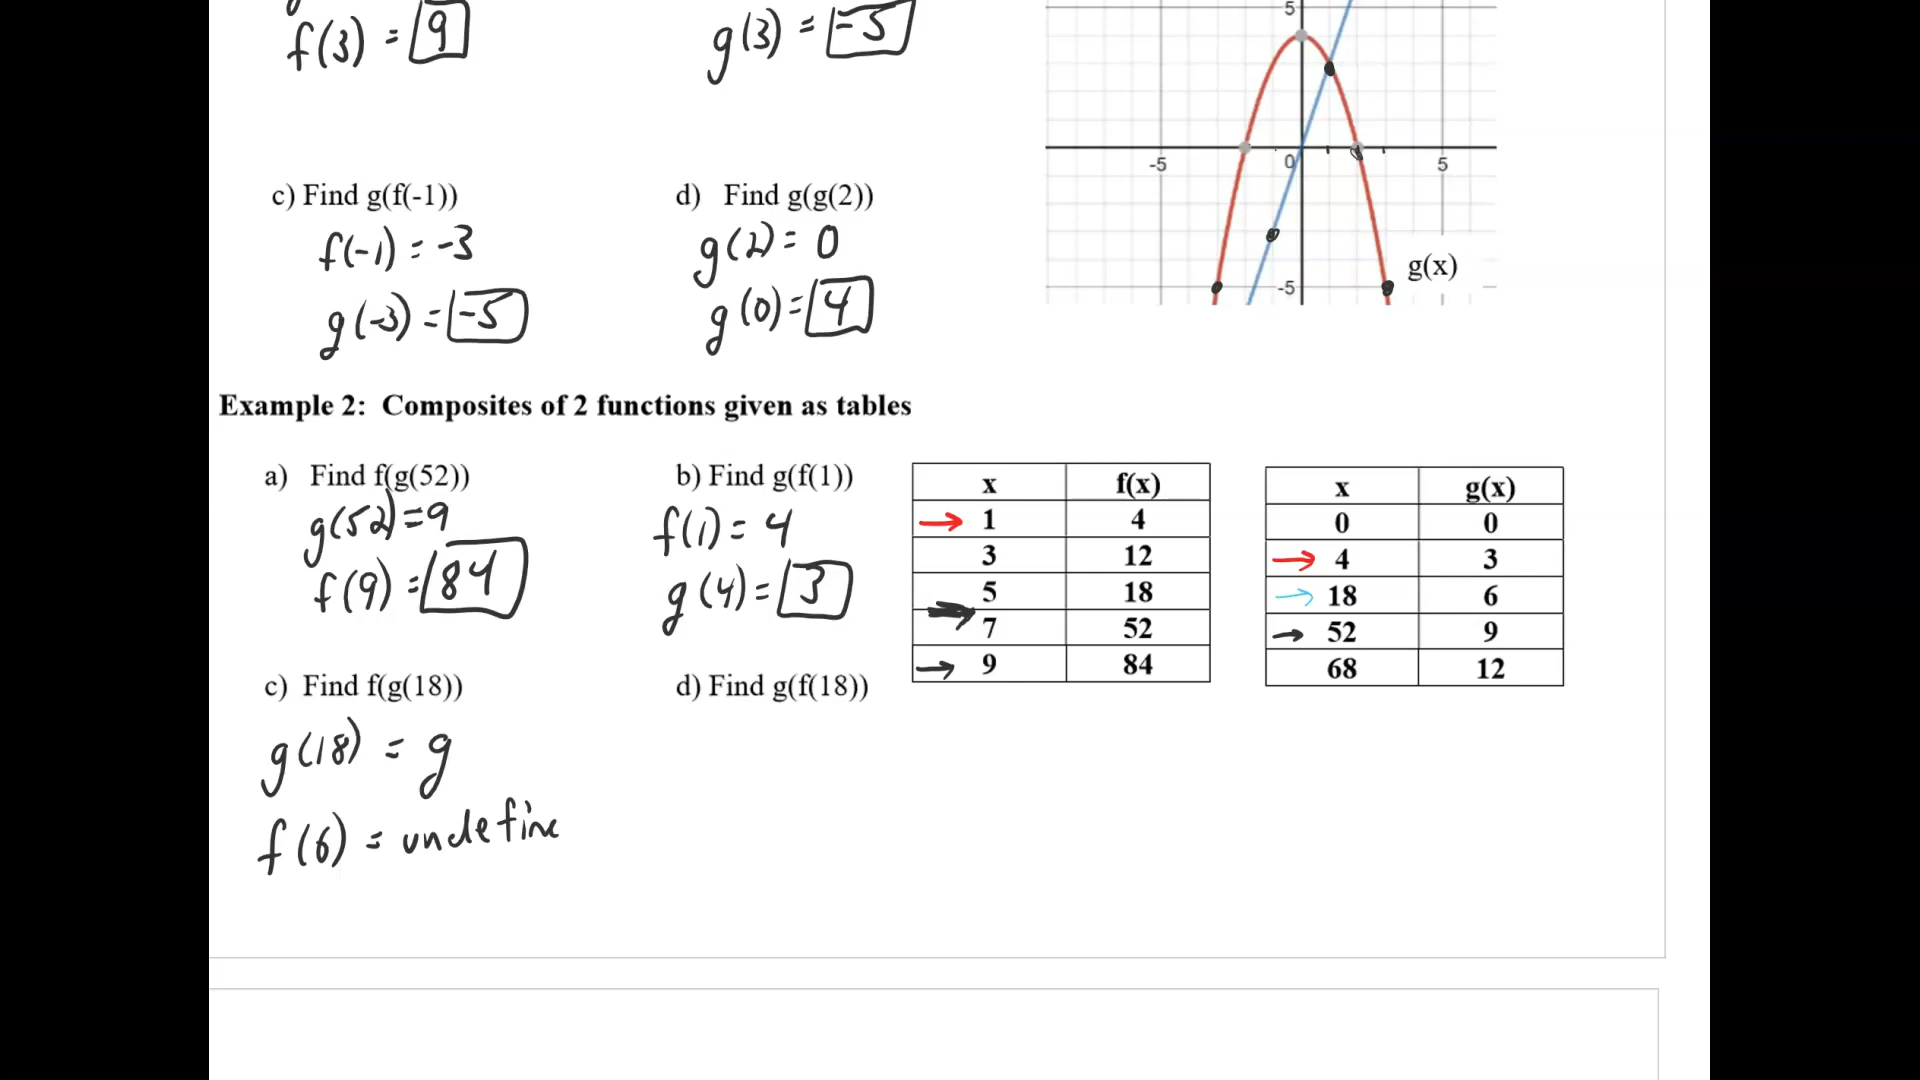 f(3) = 9
g(3) = -5
5
-5
0
5
-5
g(x)
c) Find g(f(-1))
f(-1) = -3
g(-3) = -5
d) Find g(g(2))
g(2) = 0
g(0) = 4
Example 2: Composites of 2 functions given as tables
a) Find f(g(52))
g(52) = 9
f(9) = 84
b) Find g(f(1))
f(1) = 4
g(4) = 3
x f(x)
1 4
3 12
5 18
7 52
9 84
x g(x)
0 0
4 3
18 6
52 9
68 12
c) Find f(g(18))
g(18) = g
f(6) = undefine
d) Find g(f(18))